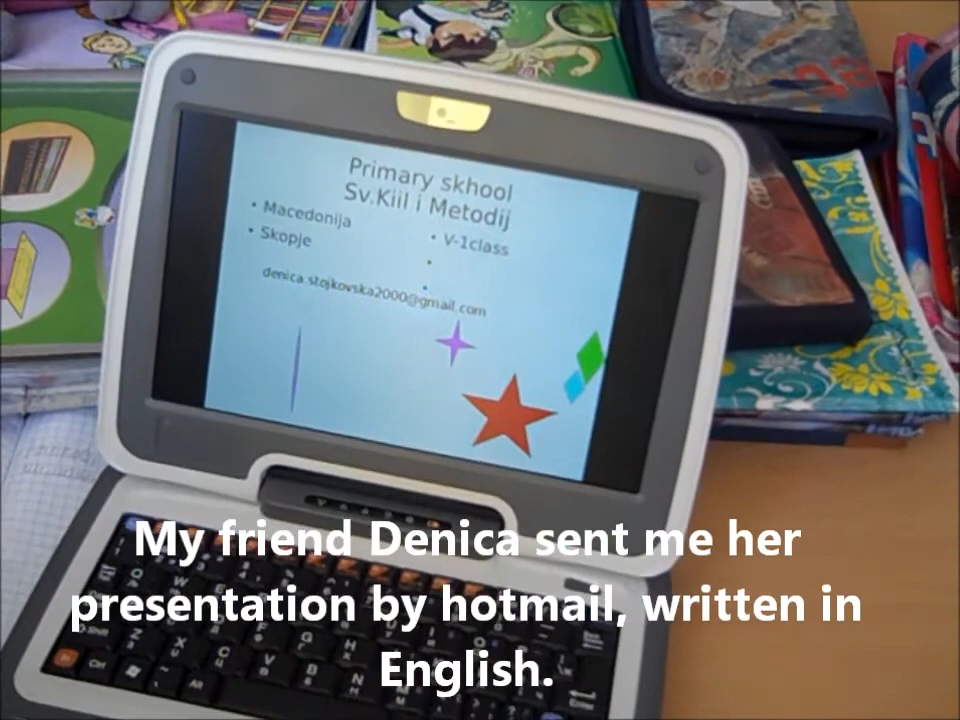 Primary skhool
Sv.Kiil i Metodij
• Macedonija
• Skopje
• V-1class
denica.stojkovska2000@gmail.com
My friend Denica sent me her
presentation by hotmail, written in
English.